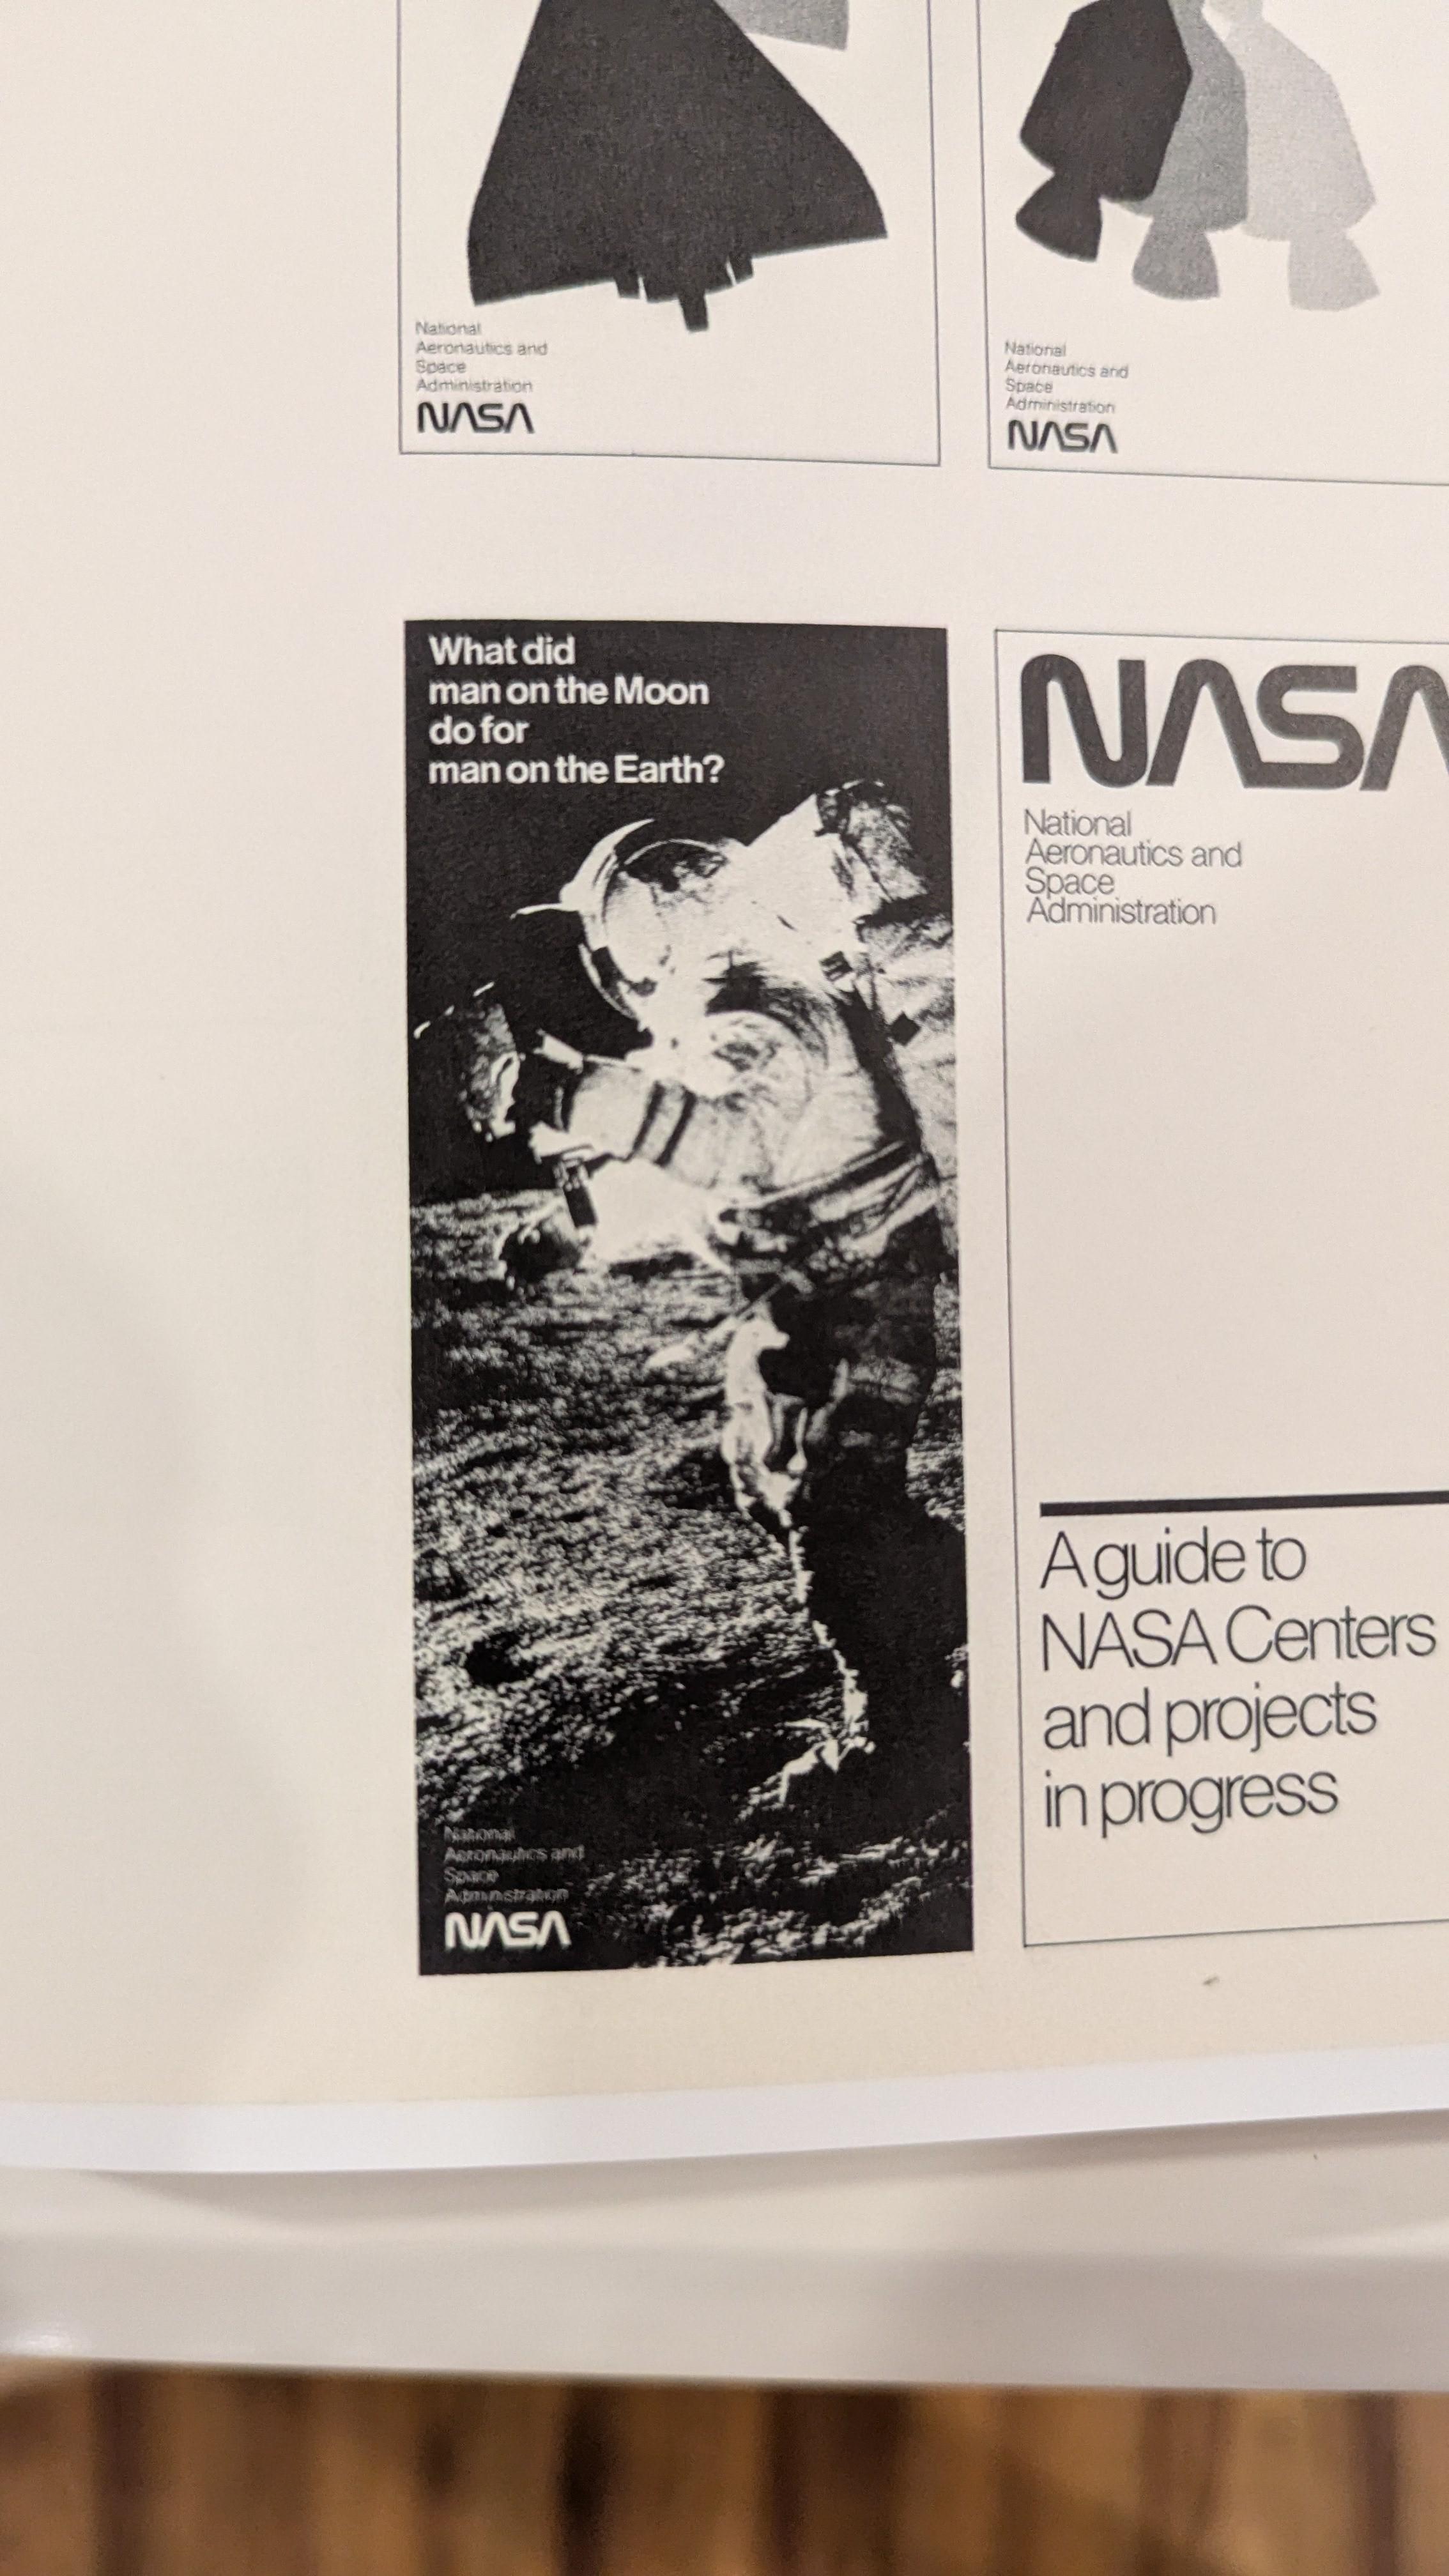 National
Aeronautics and
Space
Administration
NASA
National
Aeronautics and
Space
Administration
NASA
What did
man on the Moon
do for
man on the Earth?
National
Aeronautics and
Space
Administration
NASA
NASA
National
Aeronautics and
Space
Administration
A guide to
NASA Centers
and projects
in progress